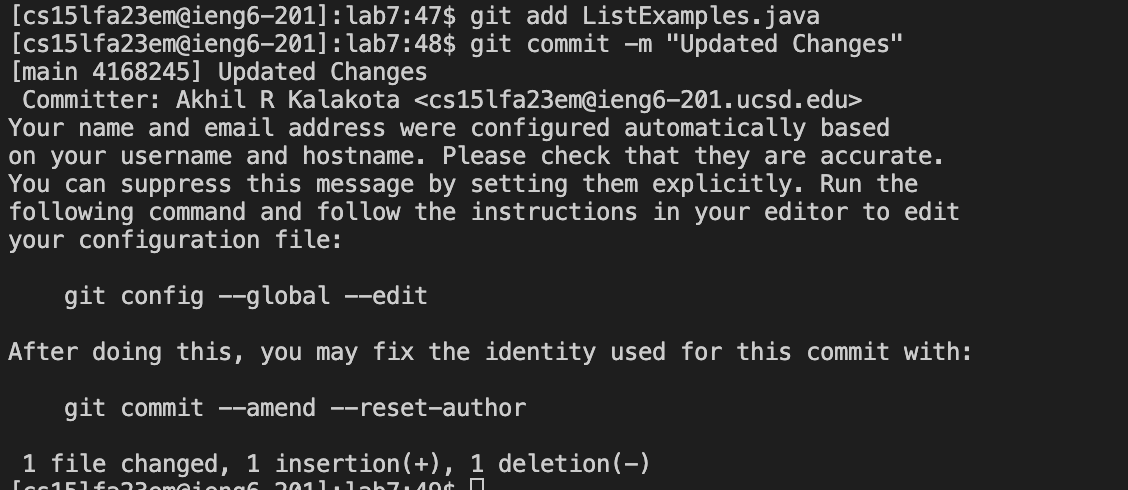 [cs15lfa23em@ieng6-201]:lab7:47$ git add ListExamples.java
[cs15lfa23em@ieng6-201]:lab7:48$ git commit -m "Updated Changes"
[main 4168245] Updated Changes
 Committer: Akhil R Kalakota <cs15lfa23em@ieng6-201.ucsd.edu>
Your name and email address were configured automatically based
on your username and hostname. Please check that they are accurate.
You can suppress this message by setting them explicitly. Run the
following command and follow the instructions in your editor to edit
your configuration file:

    git config --global --edit

After doing this, you may fix the identity used for this commit with:

    git commit --amend --reset-author

 1 file changed, 1 insertion(+), 1 deletion(-)
[cs15lfa23em@ieng6-201]:lab7:49$